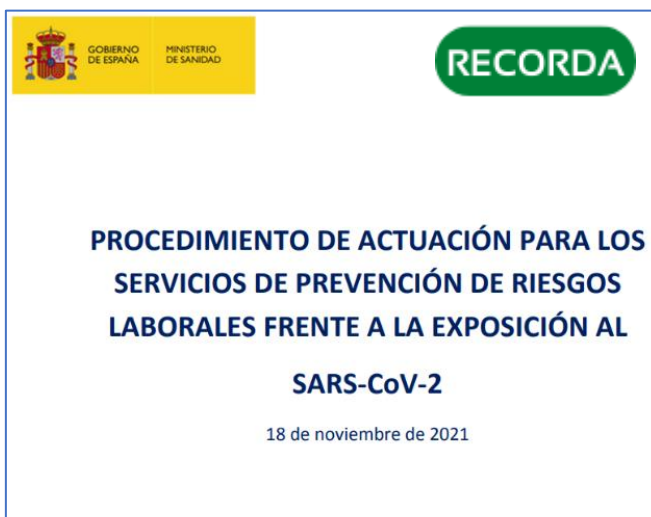 GOBIERNO
DE ESPAÑA
MINISTERIO
DE SANIDAD
RECORDA
PROCEDIMIENTO DE ACTUACIÓN PARA LOS
SERVICIOS DE PREVENCIÓN DE RIESGOS
LABORALES FRENTE A LA EXPOSICIÓN AL
SARS-CoV-2
18 de noviembre de 2021